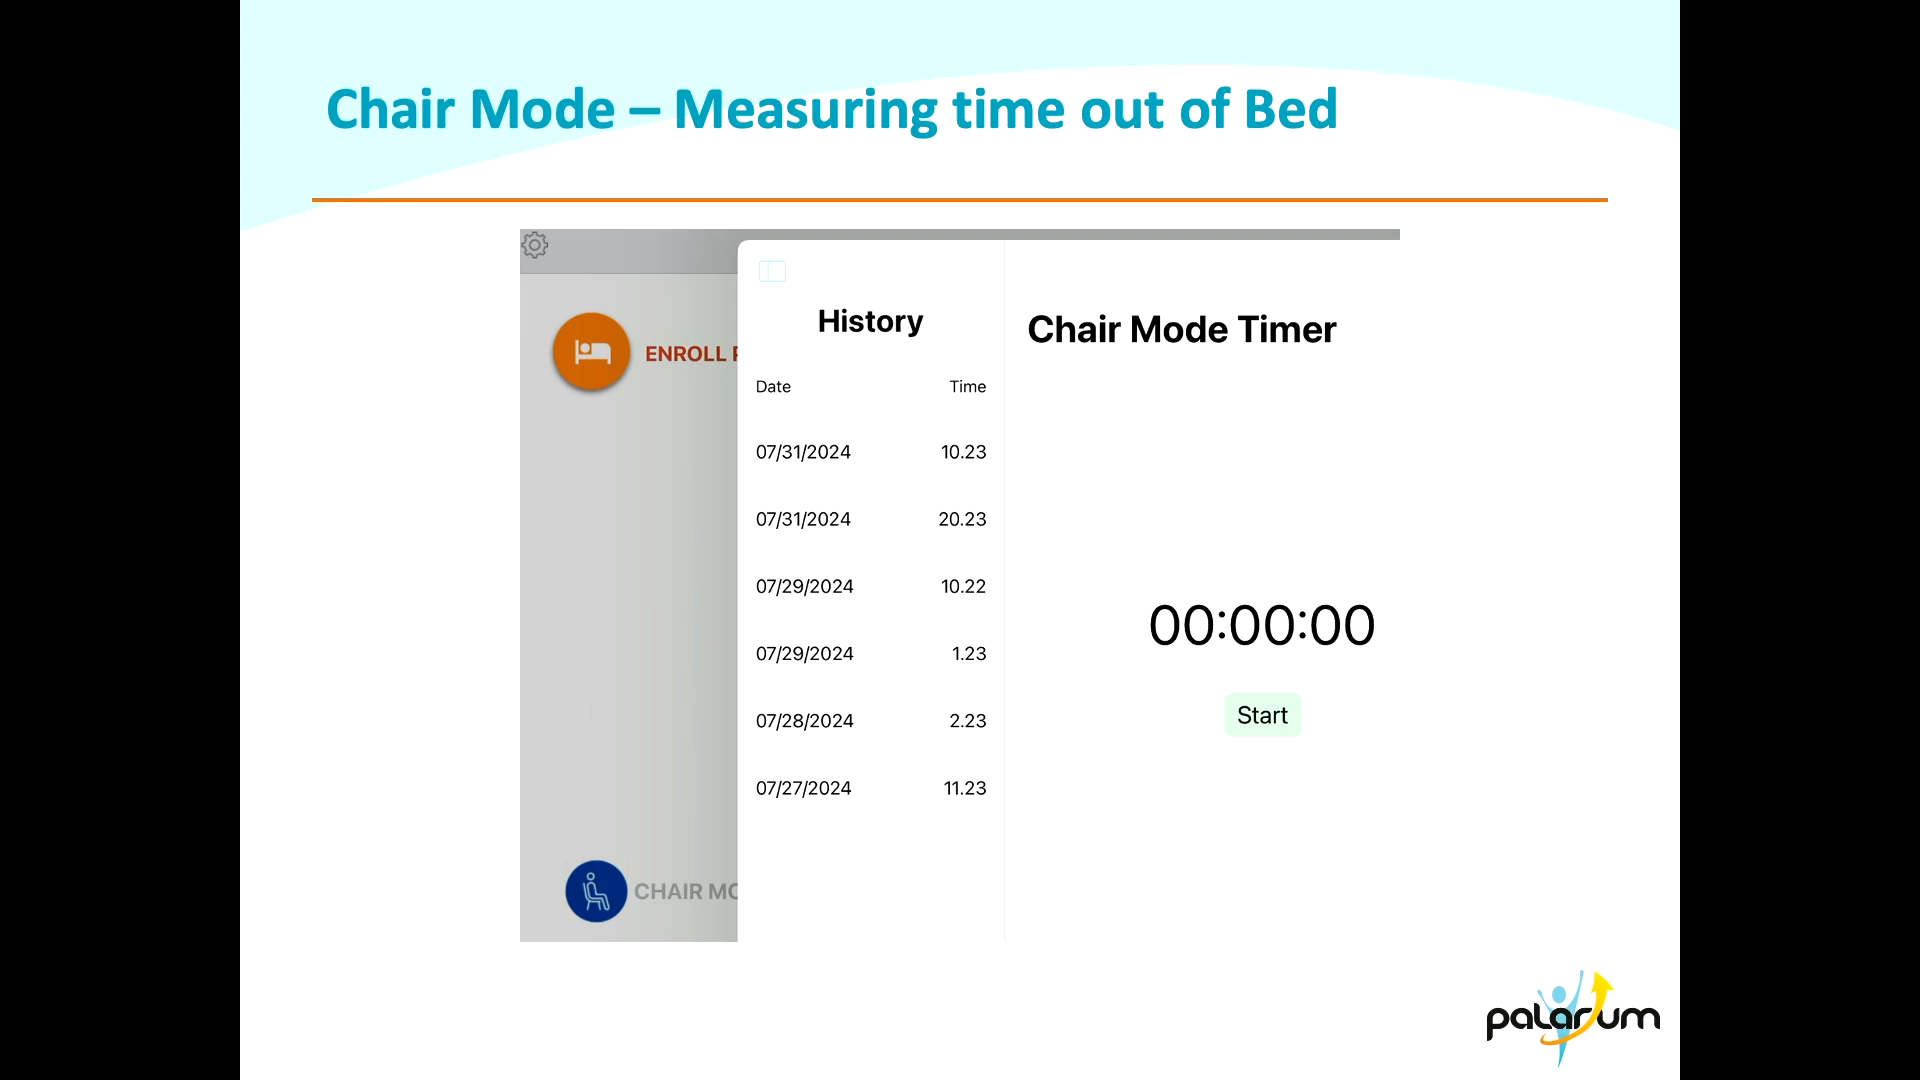 Chair Mode – Measuring time out of Bed
ENROLL
CHAIR
History
Date Time
07/31/2024 10.23
07/31/2024 20.23
07/29/2024 10.22
07/29/2024 1.23
07/28/2024 2.23
07/27/2024 11.23
Chair Mode Timer
00:00:00
Start
palarum